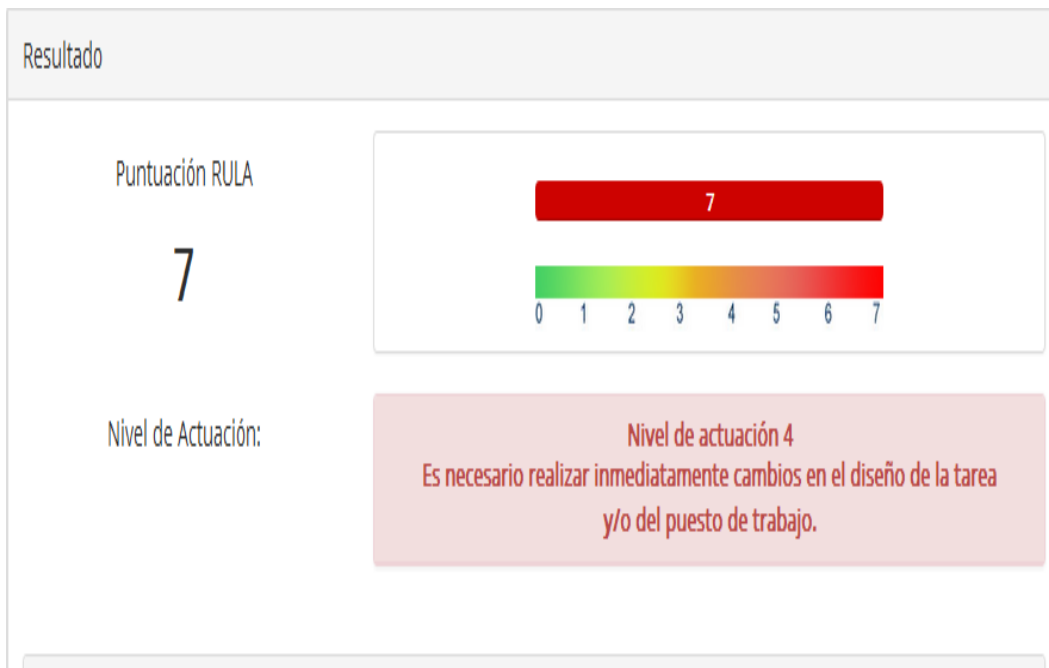 Resultado
Puntuación RULA
7
7
0 1 2 3 4 5 6 7
Nivel de Actuación:
Nivel de actuación 4
Es necesario realizar inmediatamente cambios en el diseño de la tarea
y/o del puesto de trabajo.